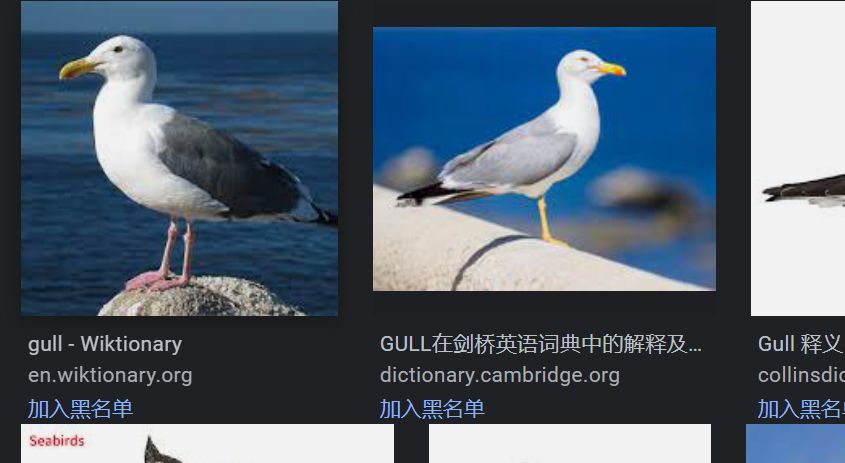 gull - Wiktionary
en.wiktionary.org
加入黑名单
GULL在剑桥英语词典中的解释及...
dictionary.cambridge.org
加入黑名单
Gull 释义
collinsdic
加入黑名
Seabirds